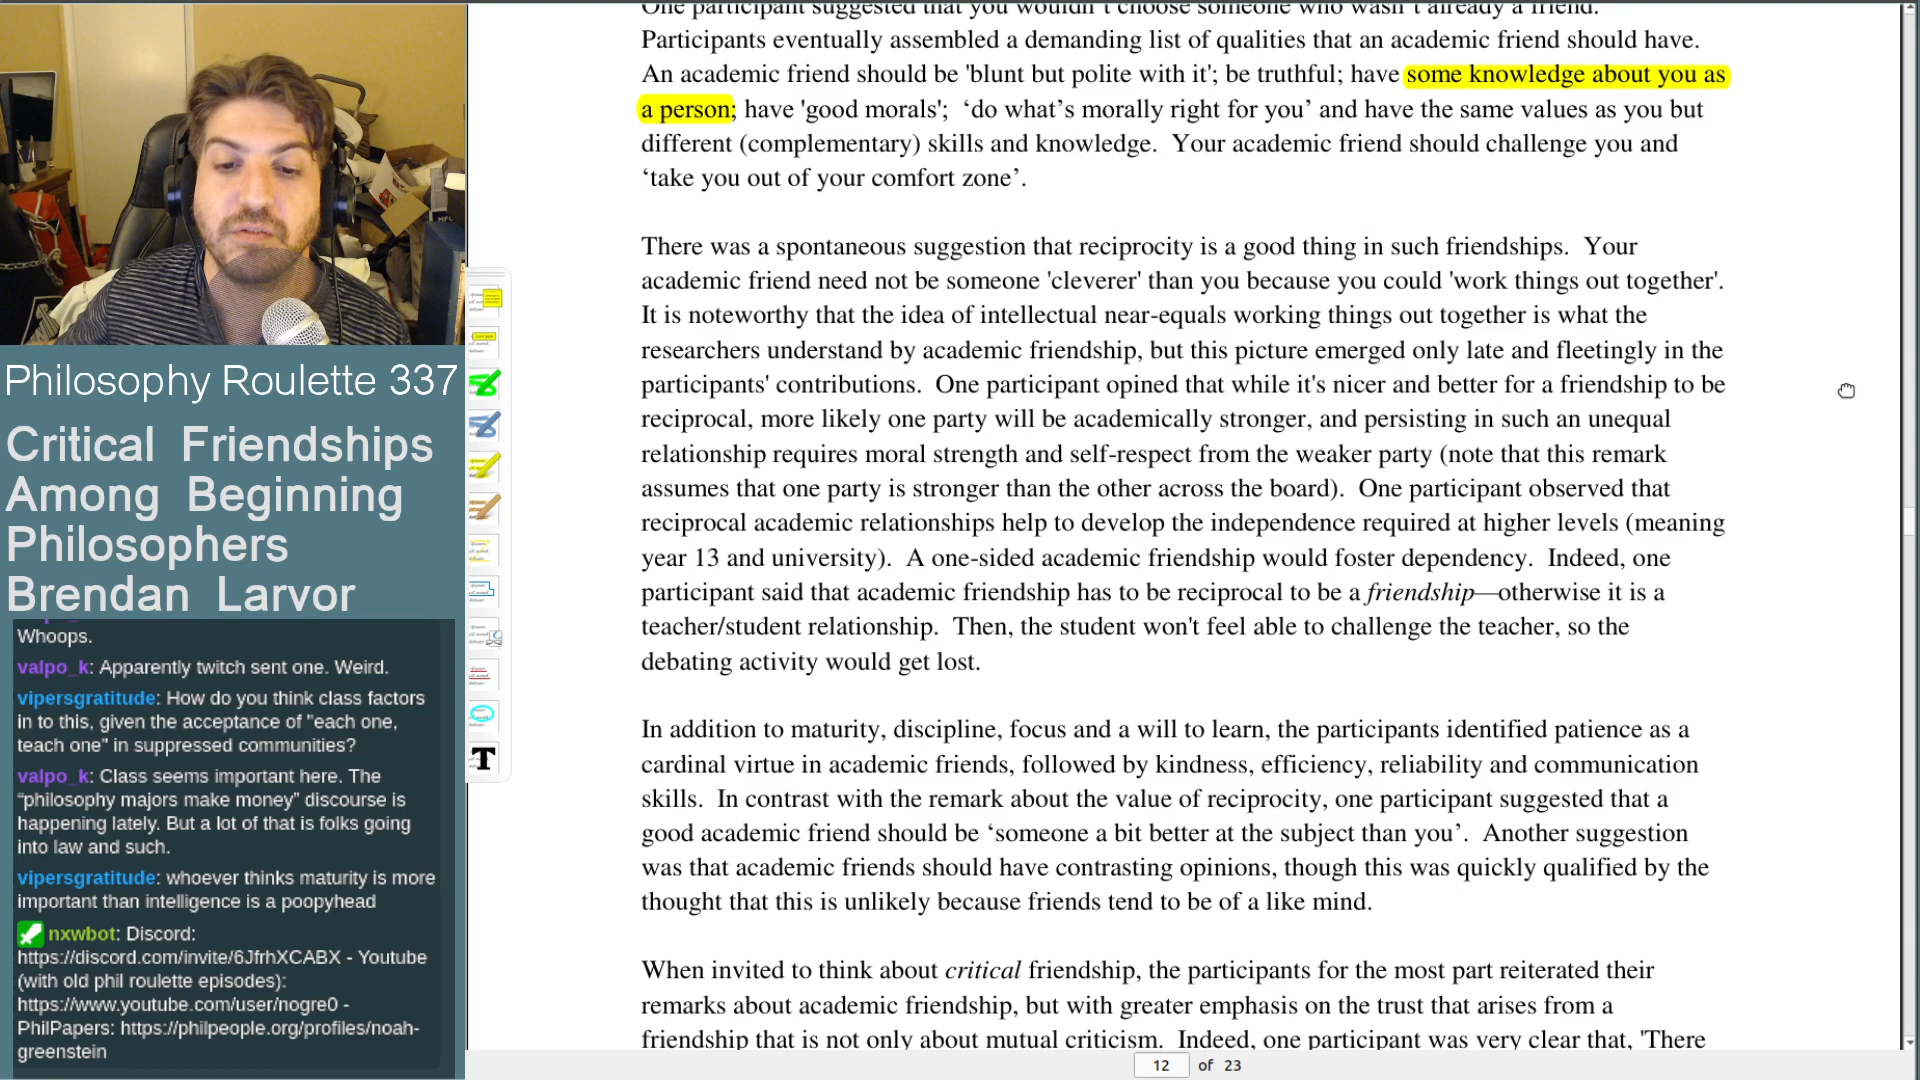 One participant suggested that you wouldn't choose someone who wasn't already a friend.
Participants eventually assembled a demanding list of qualities that an academic friend should have.
An academic friend should be 'blunt but polite with it'; be truthful; have some knowledge about you as
a person; have 'good morals';  ‘do what’s morally right for you’ and have the same values as you but
different (complementary) skills and knowledge.  Your academic friend should challenge you and
‘take you out of your comfort zone’.
There was a spontaneous suggestion that reciprocity is a good thing in such friendships.  Your
academic friend need not be someone 'cleverer' than you because you could 'work things out together'.
It is noteworthy that the idea of intellectual near-equals working things out together is what the
researchers understand by academic friendship, but this picture emerged only late and fleetingly in the
participants' contributions.  One participant opined that while it's nicer and better for a friendship to be
reciprocal, more likely one party will be academically stronger, and persisting in such an unequal
relationship requires moral strength and self-respect from the weaker party (note that this remark
assumes that one party is stronger than the other across the board).  One participant observed that
reciprocal academic relationships help to develop the independence required at higher levels (meaning
year 13 and university).  A one-sided academic friendship would foster dependency.  Indeed, one
participant said that academic friendship has to be reciprocal to be a friendship—otherwise it is a
teacher/student relationship.  Then, the student won't feel able to challenge the teacher, so the
debating activity would get lost.
In addition to maturity, discipline, focus and a will to learn, the participants identified patience as a
cardinal virtue in academic friends, followed by kindness, efficiency, reliability and communication
skills.  In contrast with the remark about the value of reciprocity, one participant suggested that a
good academic friend should be ‘someone a bit better at the subject than you’.  Another suggestion
was that academic friends should have contrasting opinions, though this was quickly qualified by the
thought that this is unlikely because friends tend to be of a like mind.
When invited to think about critical friendship, the participants for the most part reiterated their
remarks about academic friendship, but with greater emphasis on the trust that arises from a
friendship that is not only about mutual criticism.  Indeed, one participant was very clear that, 'There
12 of 23
T
Philosophy Roulette 337
Critical Friendships
Among Beginning
Philosophers
Brendan Larvor
Whoops.
valpo_k: Apparently twitch sent one. Weird.
vipersgratitude: How do you think class factors
in to this, given the acceptance of "each one,
teach one" in suppressed communities?
valpo_k: Class seems important here. The
“philosophy majors make money” discourse is
happening lately. But a lot of that is folks going
into law and such.
vipersgratitude: whoever thinks maturity is more
important than intelligence is a poopyhead
nxwbot: Discord:
https://discord.com/invite/6JfrhXCABX - Youtube
(with old phil roulette episodes):
https://www.youtube.com/user/nogre0 -
PhilPapers: https://philpeople.org/profiles/noah-
greenstein